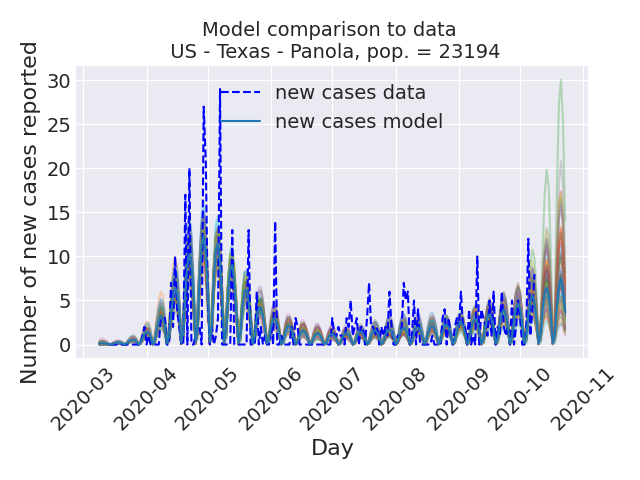 Model comparison to data
US - Texas - Panola, pop. = 23194
new cases data
new cases model
Number of new cases reported
30
25
20
15
10
5
0
2020-03
2020-04
2020-05
2020-06
2020-07
2020-08
2020-09
2020-10
2020-11
Day